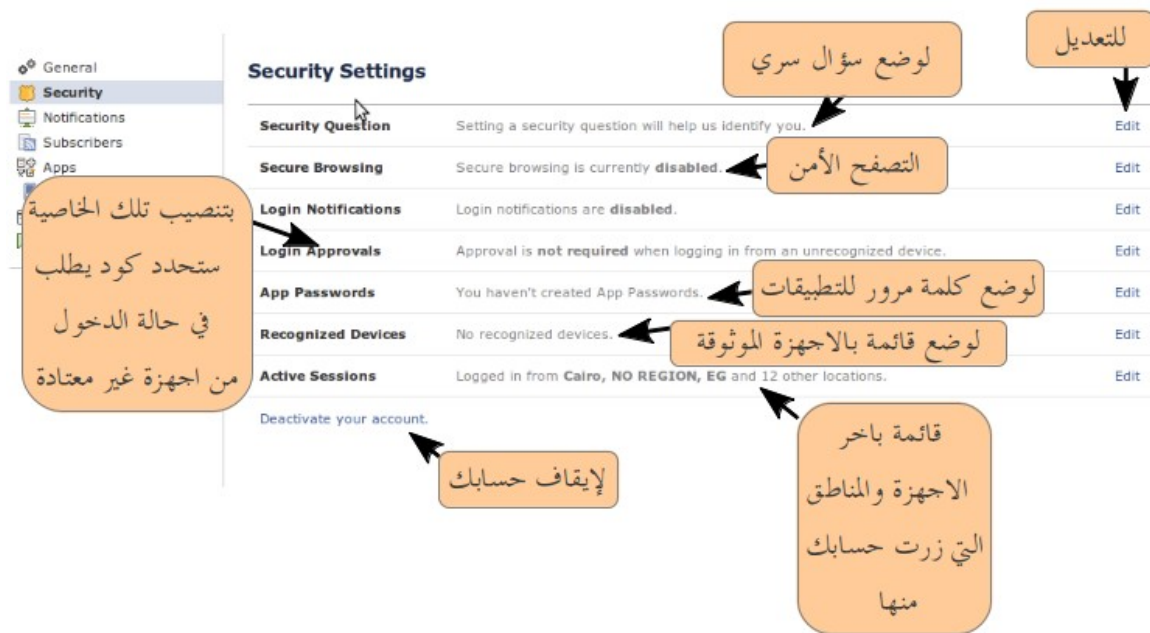 للتعديل
لوضع سؤال سري
General
Security
Notifications
Subscribers
Apps
Security Settings
Security Question Setting a security question will help us identify you. Edit
التصفح الأمن
Secure Browsing Secure browsing is currently disabled. Edit
Login Notifications Login notifications are disabled. Edit
بتنصيب تلك الخاصية
ستحدد كود يطلب
في حالة الدخول
من اجهزة غير معتادة
Login Approvals Approval is not required when logging in from an unrecognized device. Edit
لوضع كلمة مرور للتطبيقات
App Passwords You haven't created App Passwords. Edit
لوضع قائمة بالاجهزة الموثوقة
Recognized Devices No recognized devices. Edit
Active Sessions Logged in from Cairo, NO REGION, EG and 12 other locations. Edit
قائمة باخر
الاجهزة والمناطق
التي زرت حسابك
منها
Deactivate your account.
لإيقاف حسابك